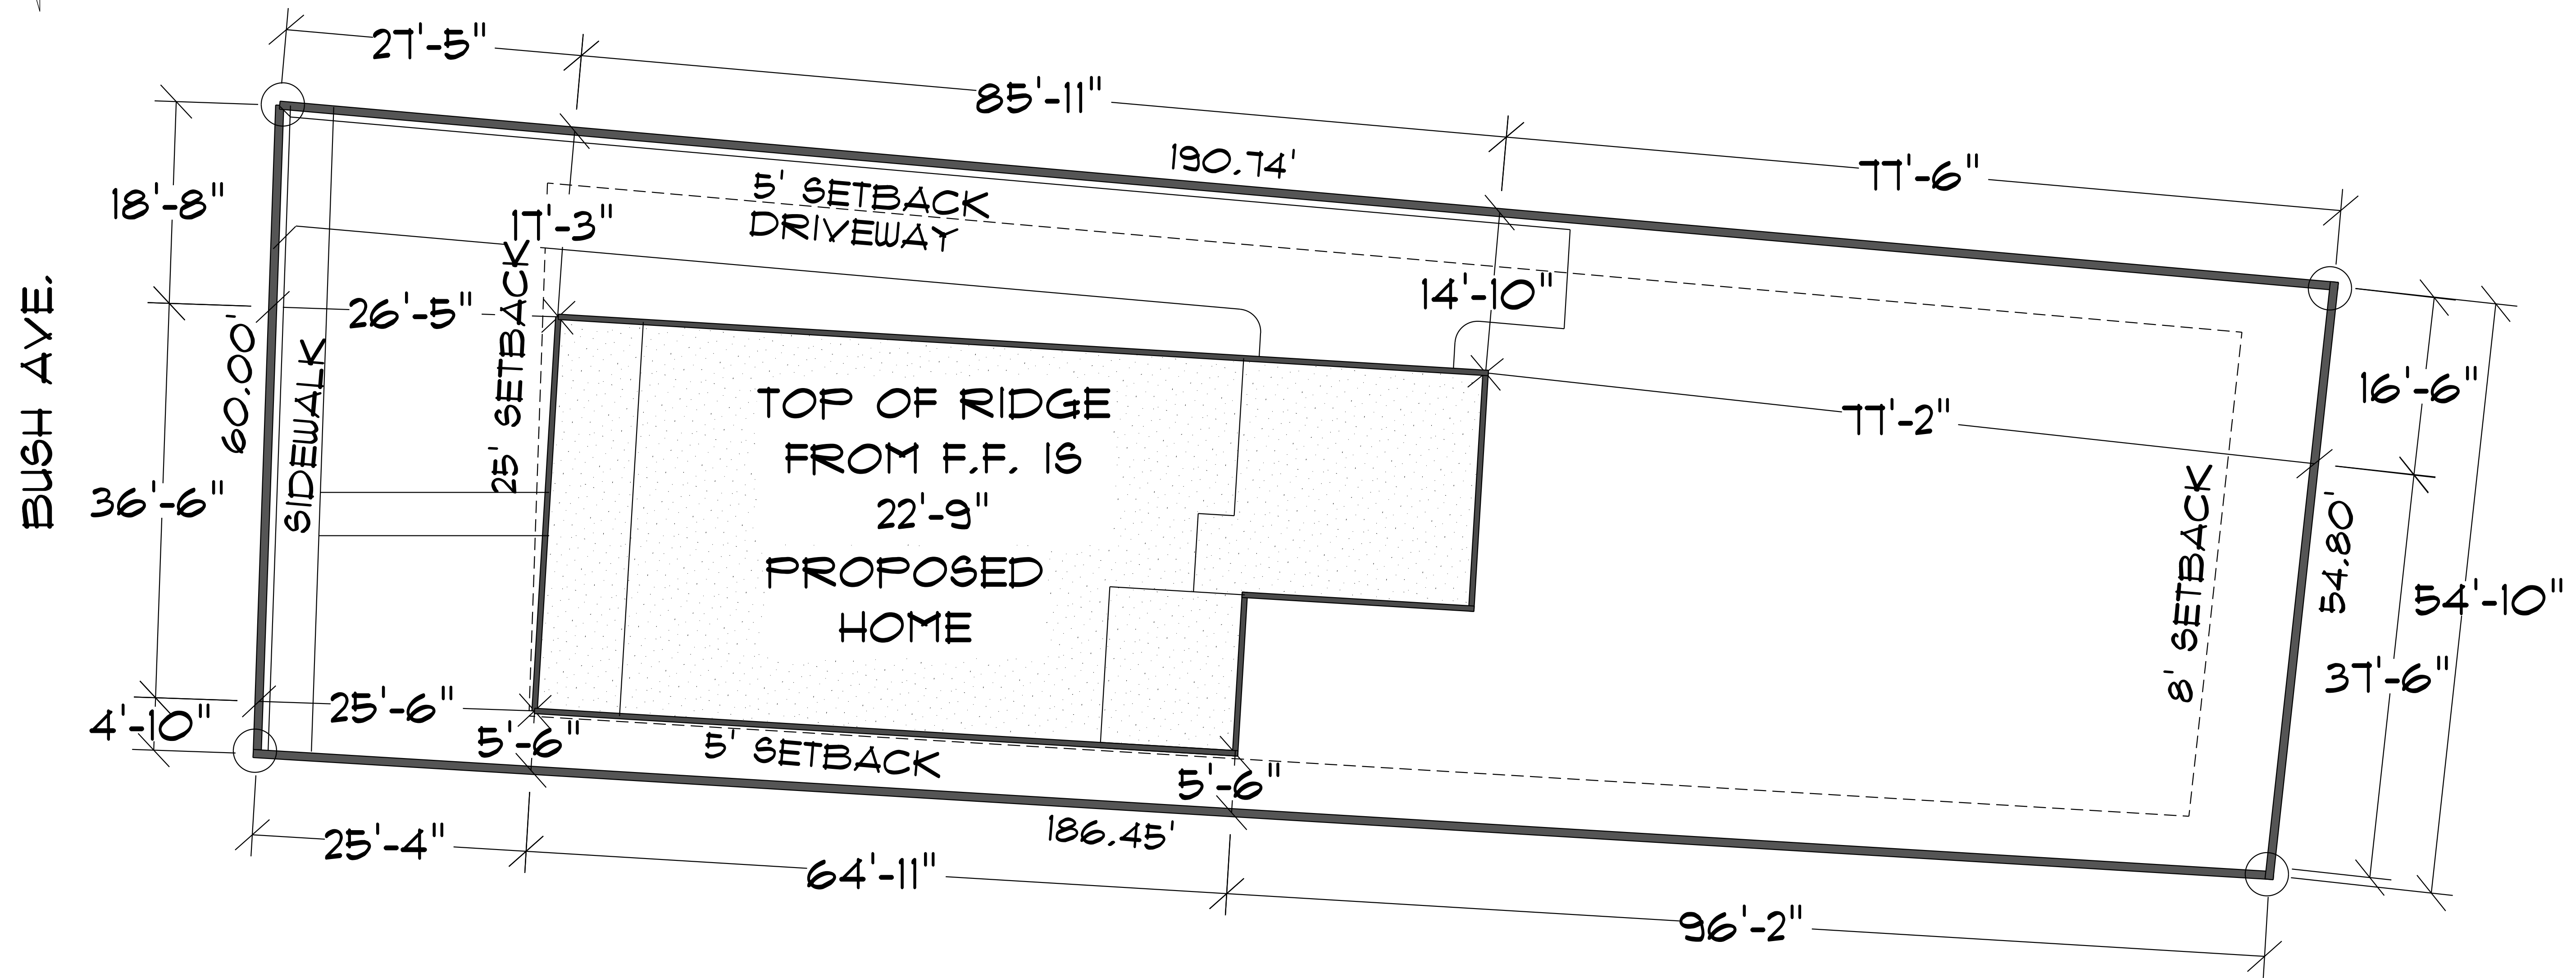 27'-5"
85'-11"
190.74'
77'-6"
18'-8"
5' SETBACK
DRIVEWAY
17'-3"
14'-10"
26'-5"
25' SETBACK
BUSH AVE.
60.00'
SIDEWALK
36'-6"
TOP OF RIDGE
FROM F.F. IS
22'-9"
PROPOSED
HOME
77'-2"
16'-6"
8' SETBACK
54.80'
54'-10"
37'-6"
4'-10"
25'-6"
5'-6"
5' SETBACK
5'-6"
25'-4"
186.45'
64'-11"
96'-2"